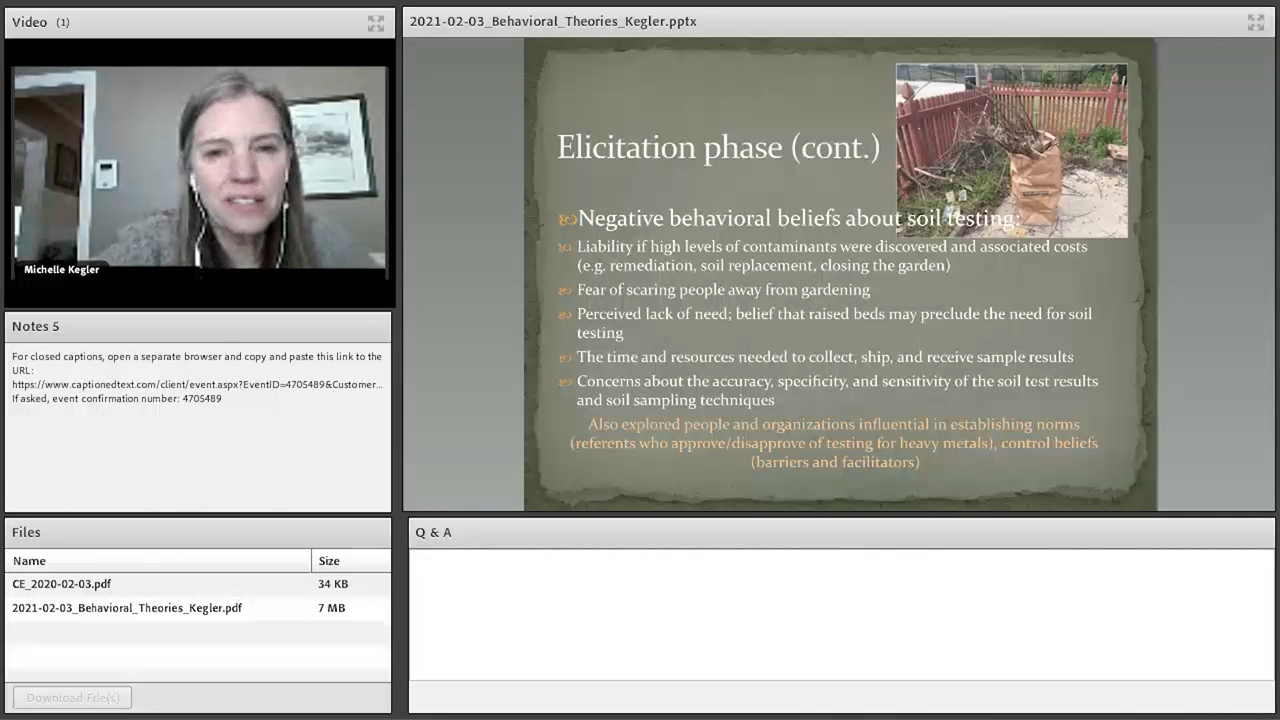 Video (1)
Michelle Kegler
Notes 5
For closed captions, open a separate browser and copy and paste this link to the
URL:
https://www.captionedtext.com/client/event.aspx?EventID=4705489&Customer...
If asked, event confirmation number: 4705489
Files
Name Size
CE_2020-02-03.pdf 34 KB
2021-02-03_Behavioral_Theories_Kegler.pdf 7 MB
Download File(s)
2021-02-03_Behavioral_Theories_Kegler.pptx
Elicitation phase (cont.)
Negative behavioral beliefs about soil testing:
Liability if high levels of contaminants were discovered and associated costs
(e.g. remediation, soil replacement, closing the garden)
Fear of scaring people away from gardening
Perceived lack of need; belief that raised beds may preclude the need for soil
testing
The time and resources needed to collect, ship, and receive sample results
Concerns about the accuracy, specificity, and sensitivity of the soil test results
and soil sampling techniques
Also explored people and organizations influential in establishing norms
(referents who approve/disapprove of testing for heavy metals), control beliefs
(barriers and facilitators)
Q & A